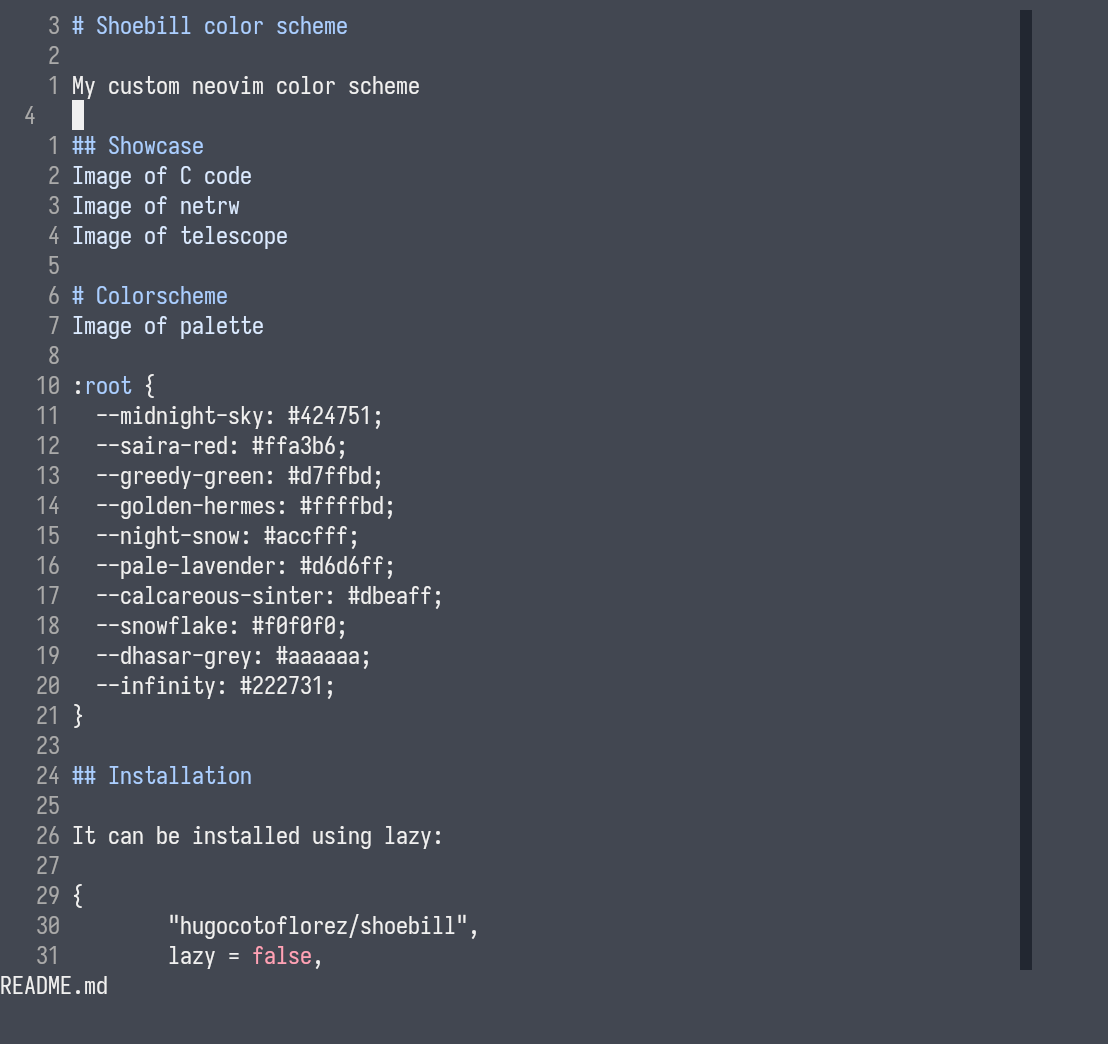 3 # Shoebill color scheme
2
1 My custom neovim color scheme
4
1 ## Showcase
2 Image of C code
3 Image of netrw
4 Image of telescope
5
6 # Colorscheme
7 Image of palette
8
10 :root {
11   --midnight-sky: #424751;
12   --saira-red: #ffa3b6;
13   --greedy-green: #d7ffbd;
14   --golden-hermes: #ffffbd;
15   --night-snow: #accfff;
16   --pale-lavender: #d6d6ff;
17   --calcareous-sinter: #dbeaff;
18   --snowflake: #f0f0f0;
19   --dhasar-grey: #aaaaaa;
20   --infinity: #222731;
21 }
23
24 ## Installation
25
26 It can be installed using lazy:
27
29 {
30         "hugocotoflorez/shoebill",
31         lazy = false,
README.md